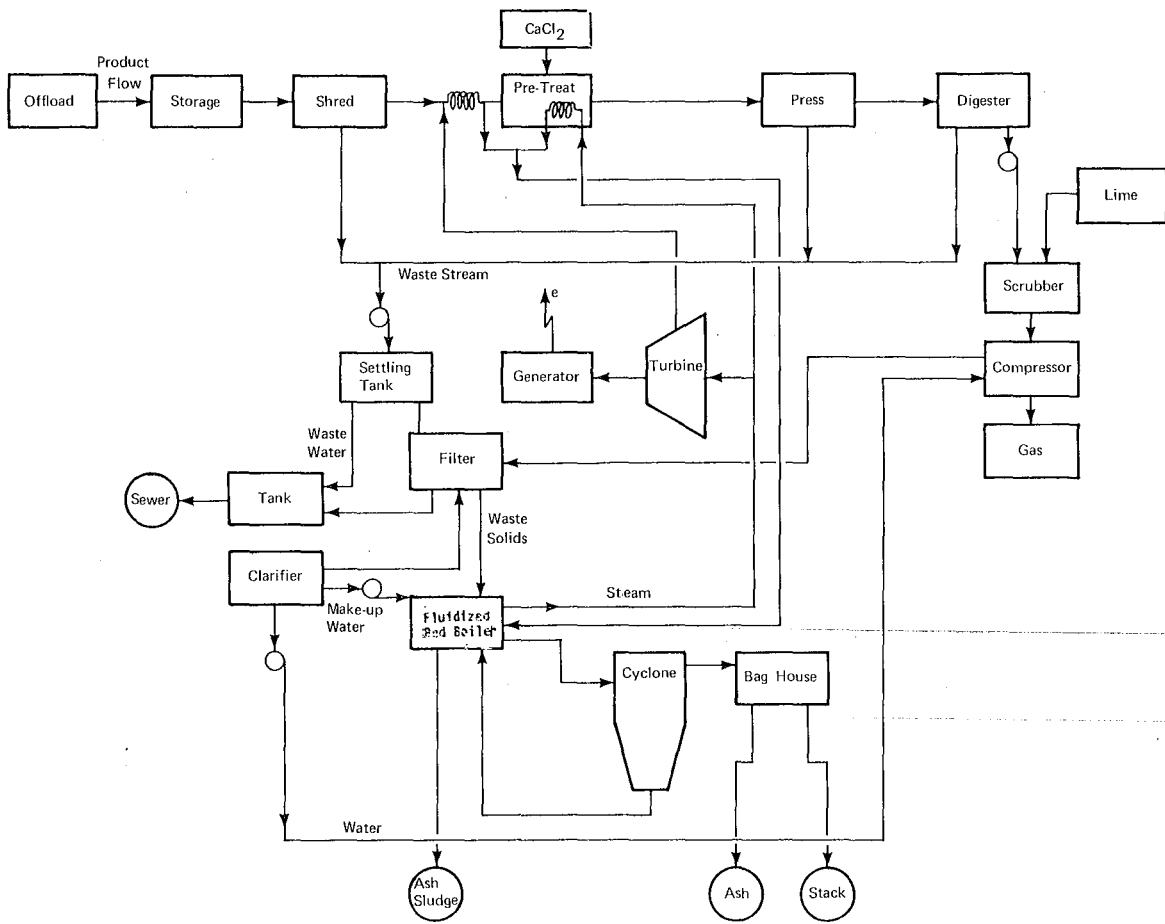 CaCl2
Product
Flow
Offload
Storage
Shred
Pre-Treat
Press
Digester
Lime
Waste Stream
Scrubber
e
Settling
Tank
Generator
Turbine
Compressor
Waste
Water
Filter
Gas
Sewer
Tank
Waste
Solids
Clarifier
Make-up
Water
Fluidized
Bed Boiler
Steam
Cyclone
Bag House
Water
Ash
Sludge
Ash
Stack